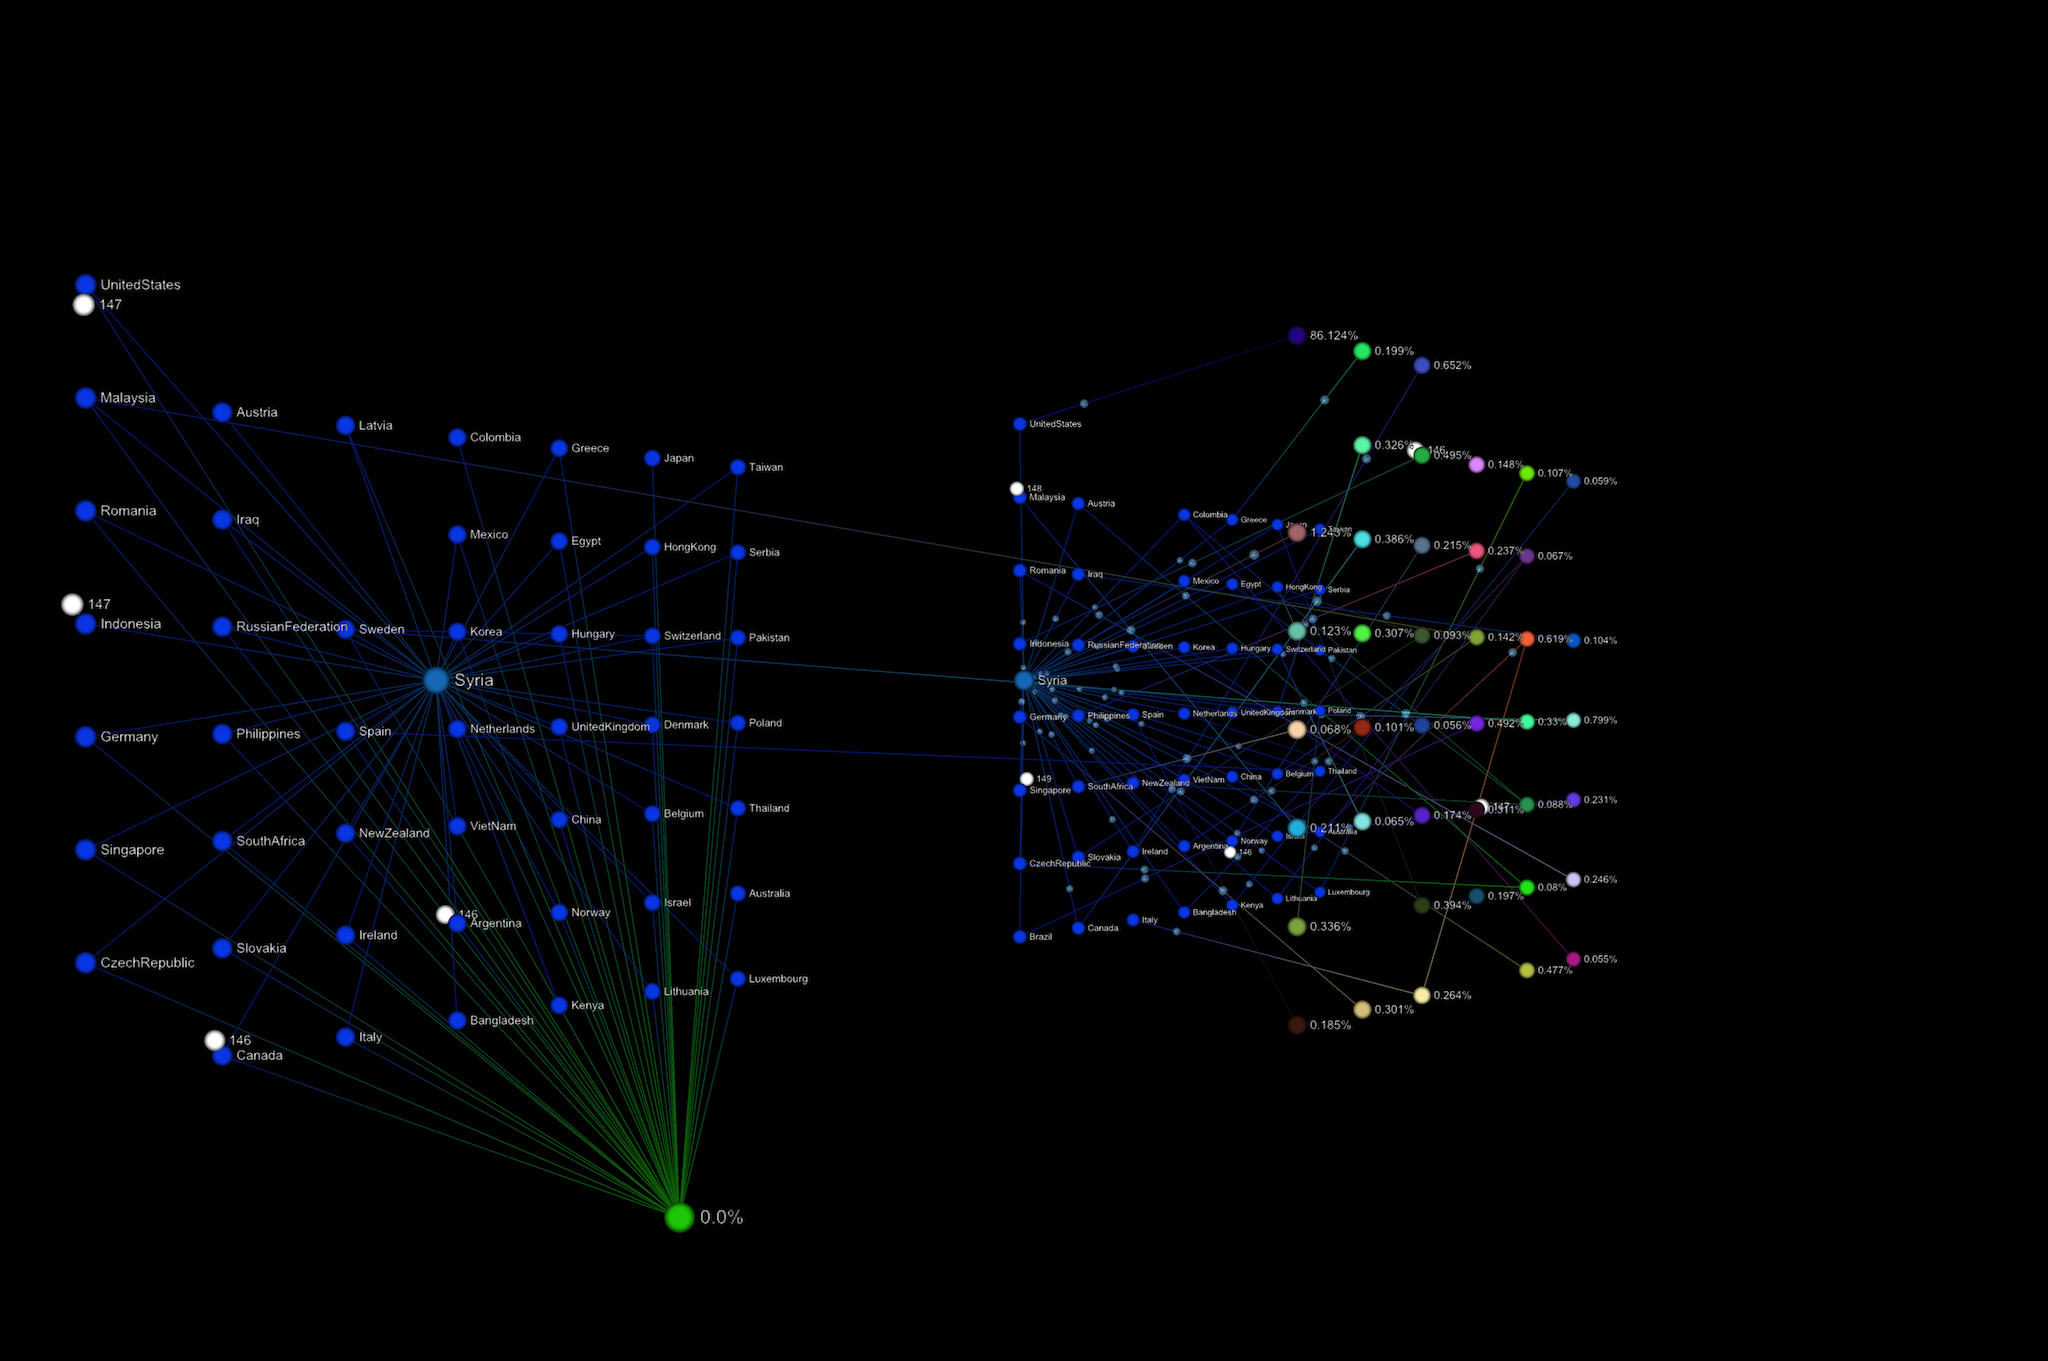 UnitedStates
147
Malaysia
Austria
Latvia
Colombia
Greece
Japan
Taiwan
Romania
Iraq
Mexico
Egypt
HongKong
Serbia
147
Indonesia
RussianFederation
Sweden
Korea
Hungary
Switzerland
Pakistan
Syria
Germany
Philippines
Spain
Netherlands
UnitedKingdom
Denmark
Poland
Singapore
SouthAfrica
NewZealand
VietNam
China
Belgium
Thailand
CzechRepublic
Slovakia
Ireland
146
Argentina
Norway
Israel
Australia
146
Canada
Italy
Bangladesh
Kenya
Lithuania
Luxembourg
0.0%
86.124%
0.199%
0.652%
UnitedStates
0.326%
146
0.495%
0.148%
0.107%
0.059%
148
Malaysia
Austria
Colombia
Greece
Taiwan
1.243%
0.386%
0.215%
0.237%
0.067%
Romania
Iraq
Mexico
Egypt
HongKong
Serbia
0.123%
0.307%
0.093%
0.142%
0.619%
0.104%
Indonesia
RussianFederation
Korea
Hungary
Switzerland
Pakistan
Syria
Germany
Philippines
Spain
Netherlands
UnitedKingdom
Denmark
Poland
0.068%
0.101%
0.056%
0.492%
0.33%
0.799%
149
Singapore
SouthAfrica
NewZealand
VietNam
China
Belgium
Thailand
0.211%
0.065%
0.174%
147
0.311%
0.088%
0.231%
CzechRepublic
Slovakia
Ireland
Argentina
Norway
Israel
Australia
146
0.336%
0.394%
0.197%
0.08%
0.246%
Brazil
Canada
Italy
Bangladesh
Kenya
Lithuania
Luxembourg
0.185%
0.301%
0.264%
0.477%
0.055%